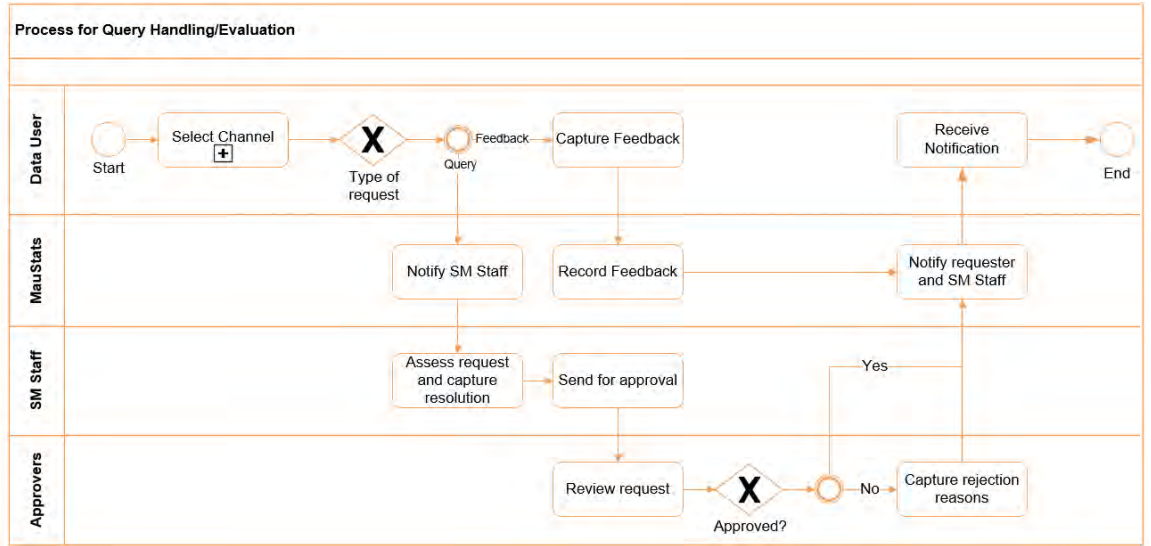 Process for Query Handling/Evaluation
Data User
Start
Select Channel
Type of
request
Feedback
Query
Capture Feedback
Receive
Notification
End
MauStats
Notify SM Staff
Record Feedback
Notify requester
and SM Staff
SM Staff
Assess request
and capture
resolution
Send for approval
Yes
Approvers
Review request
Approved?
No
Capture rejection
reasons